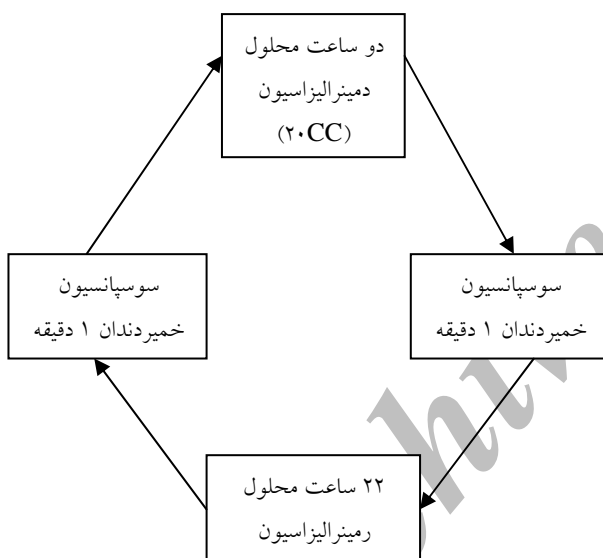 دو ساعت محلول
دمینرالیزاسیون
(۲۰CC)
سوسپانسیون
خمیردندان ۱ دقیقه
سوسپانسیون
خمیردندان ۱ دقیقه
۲۲ ساعت محلول
رمینرالیزاسیون